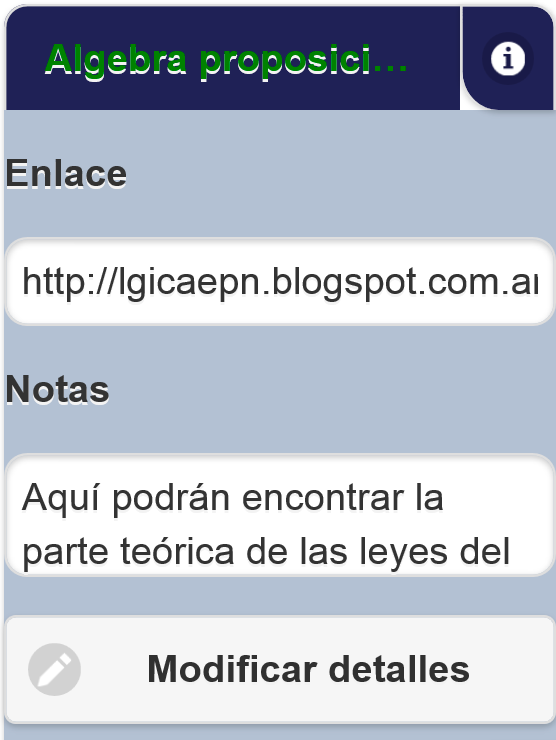 Algebra proposici...
Enlace
http://lgicaepn.blogspot.com.ar
Notas
Aquí podrán encontrar la
parte teórica de las leyes del
Modificar detalles